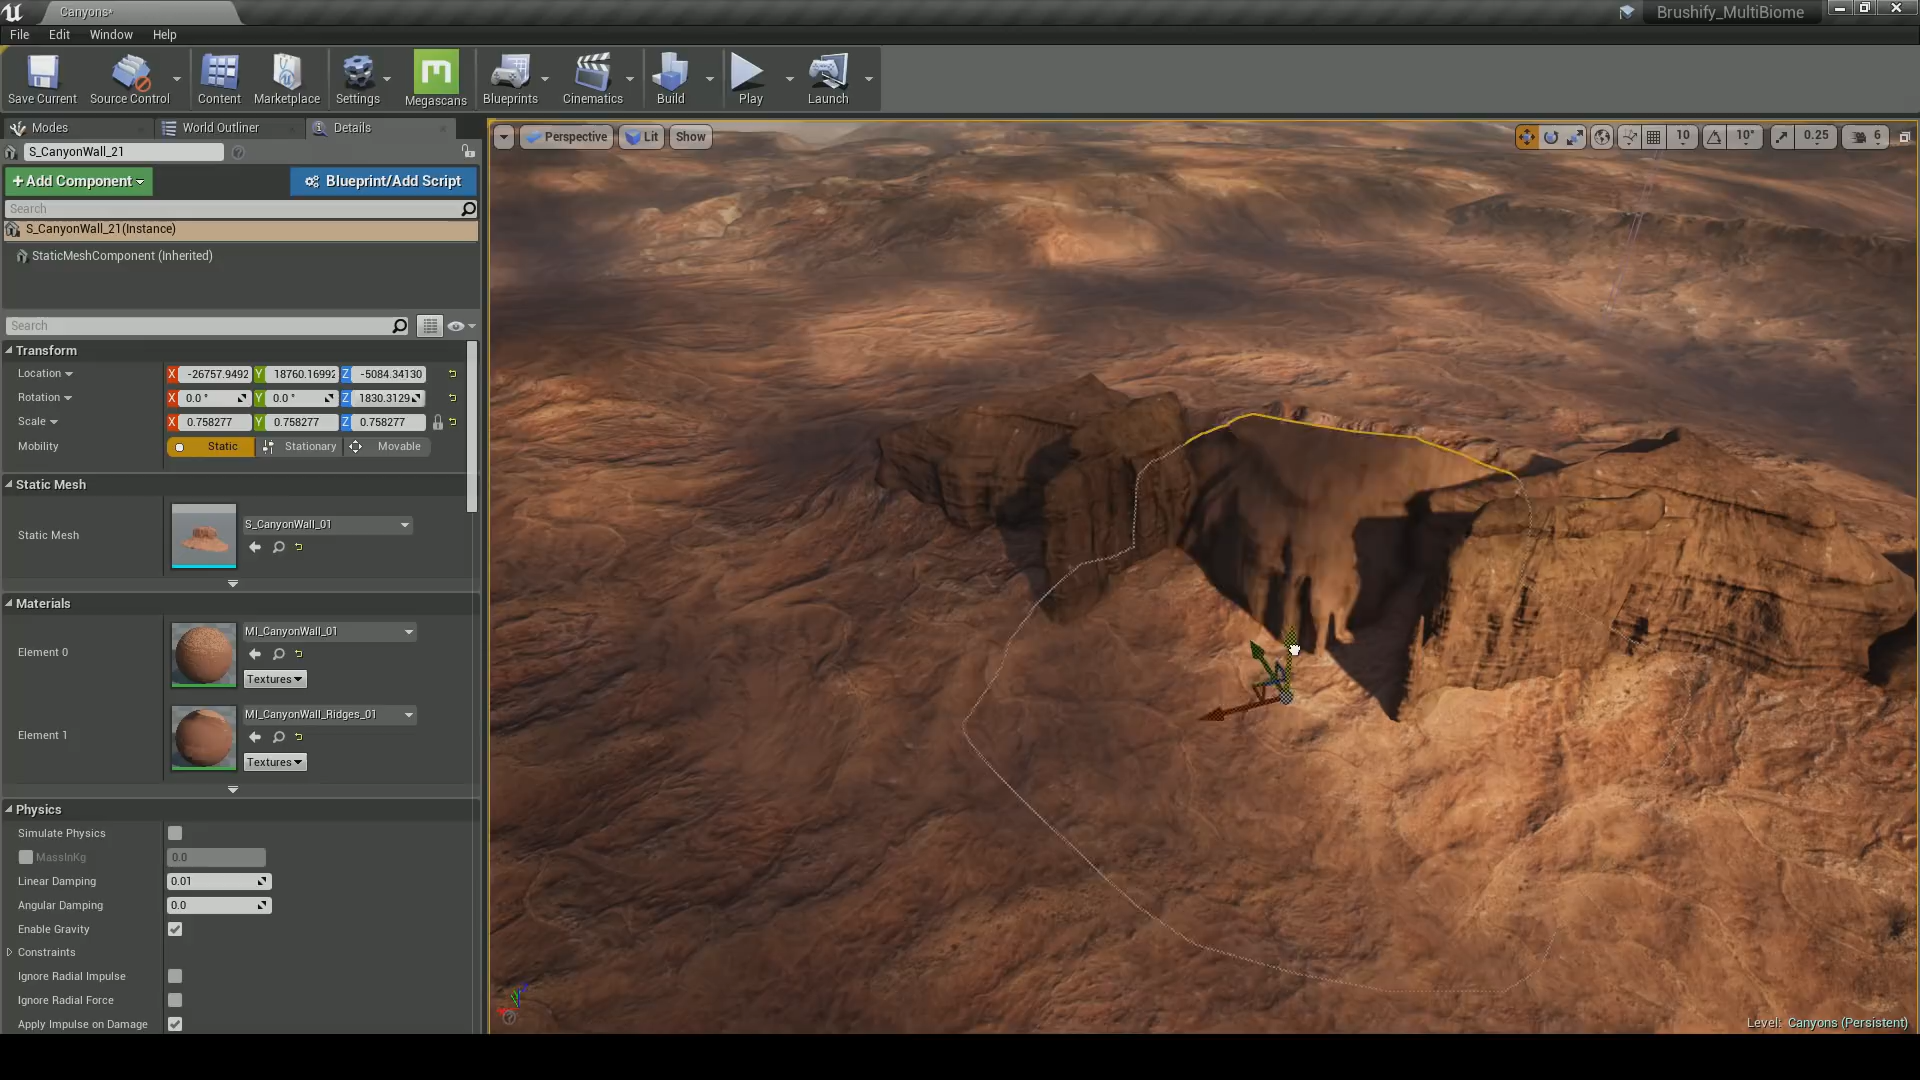 Canyons*
Brushify_MultiBiome
File Edit Window Help
Save Current Source Control Content Marketplace Settings Megascans Blueprints Cinematics Build Play Launch
Modes World Outliner Details
S_CanyonWall_21
+Add Component Blueprint/Add Script
Search
S_CanyonWall_21(Instance)
StaticMeshComponent (Inherited)
Search
Transform
Location X -26757.9492 Y 18760.16992 Z -5084.34130
Rotation X 0.0 ° Y 0.0 ° Z 1830.3129
Scale X 0.758277 Y 0.758277 Z 0.758277
Mobility Static Stationary Movable
Static Mesh
Static Mesh S_CanyonWall_01
Materials
Element 0 MI_CanyonWall_01
Textures
Element 1 MI_CanyonWall_Ridges_01
Textures
Physics
Simulate Physics
MassInKg 0.0
Linear Damping 0.01
Angular Damping 0.0
Enable Gravity
Constraints
Ignore Radial Impulse
Ignore Radial Force
Apply Impulse on Damage
Perspective Lit Show 10 10° 0.25 6
Level: Canyons (Persistent)